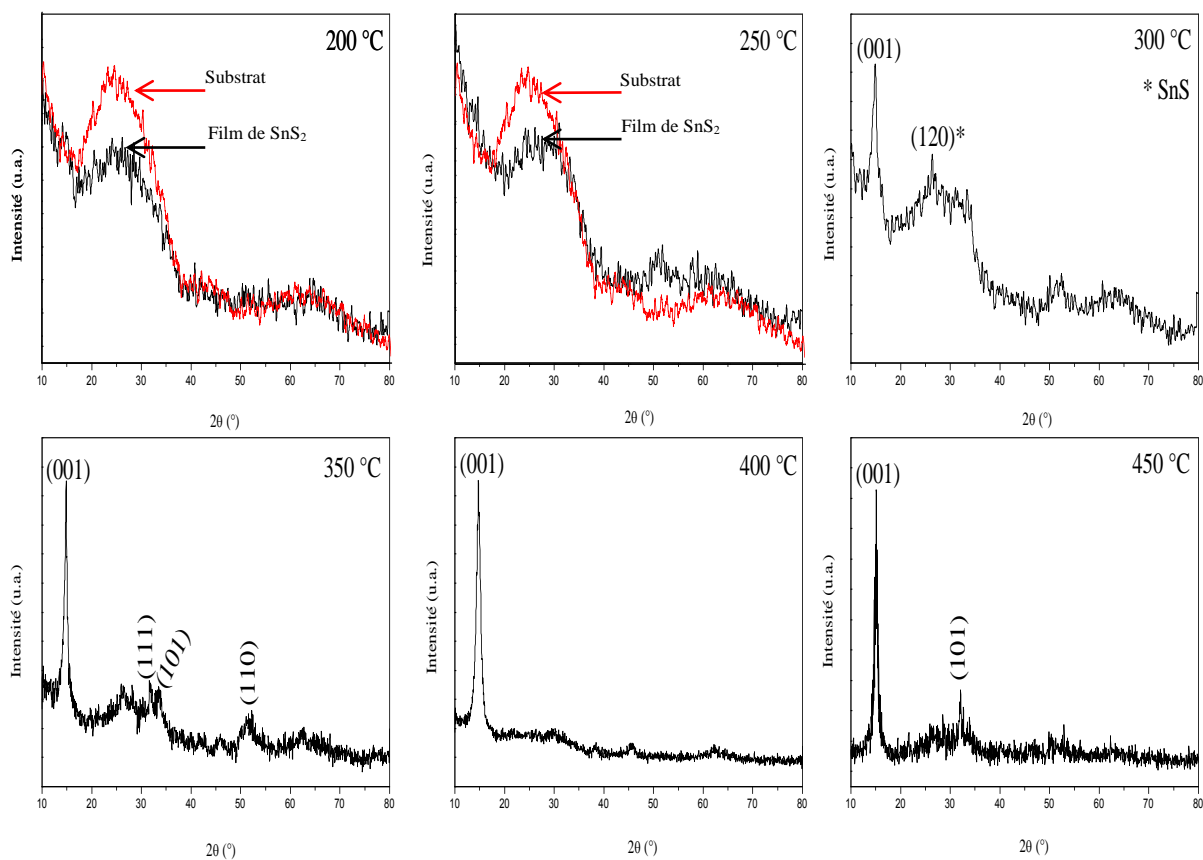 200 °C
Substrat
Film de SnS₂
Intensité (u.a.)
10 20 30 40 50 60 70 80
2θ (°)
250 °C
Substrat
Film de SnS₂
Intensité (u.a.)
10 20 30 40 50 60 70 80
2θ (°)
300 °C
(001)
* SnS
(120)*
Intensité (u.a.)
10 20 30 40 50 60 70 80
2θ (°)
350 °C
(001)
(111)
(101)
(110)
Intensité (u.a.)
10 20 30 40 50 60 70 80
2θ (°)
400 °C
(001)
Intensité (u.a.)
10 20 30 40 50 60 70 80
2θ (°)
450 °C
(001)
(101)
Intensité (u.a.)
10 20 30 40 50 60 70 80
2θ (°)